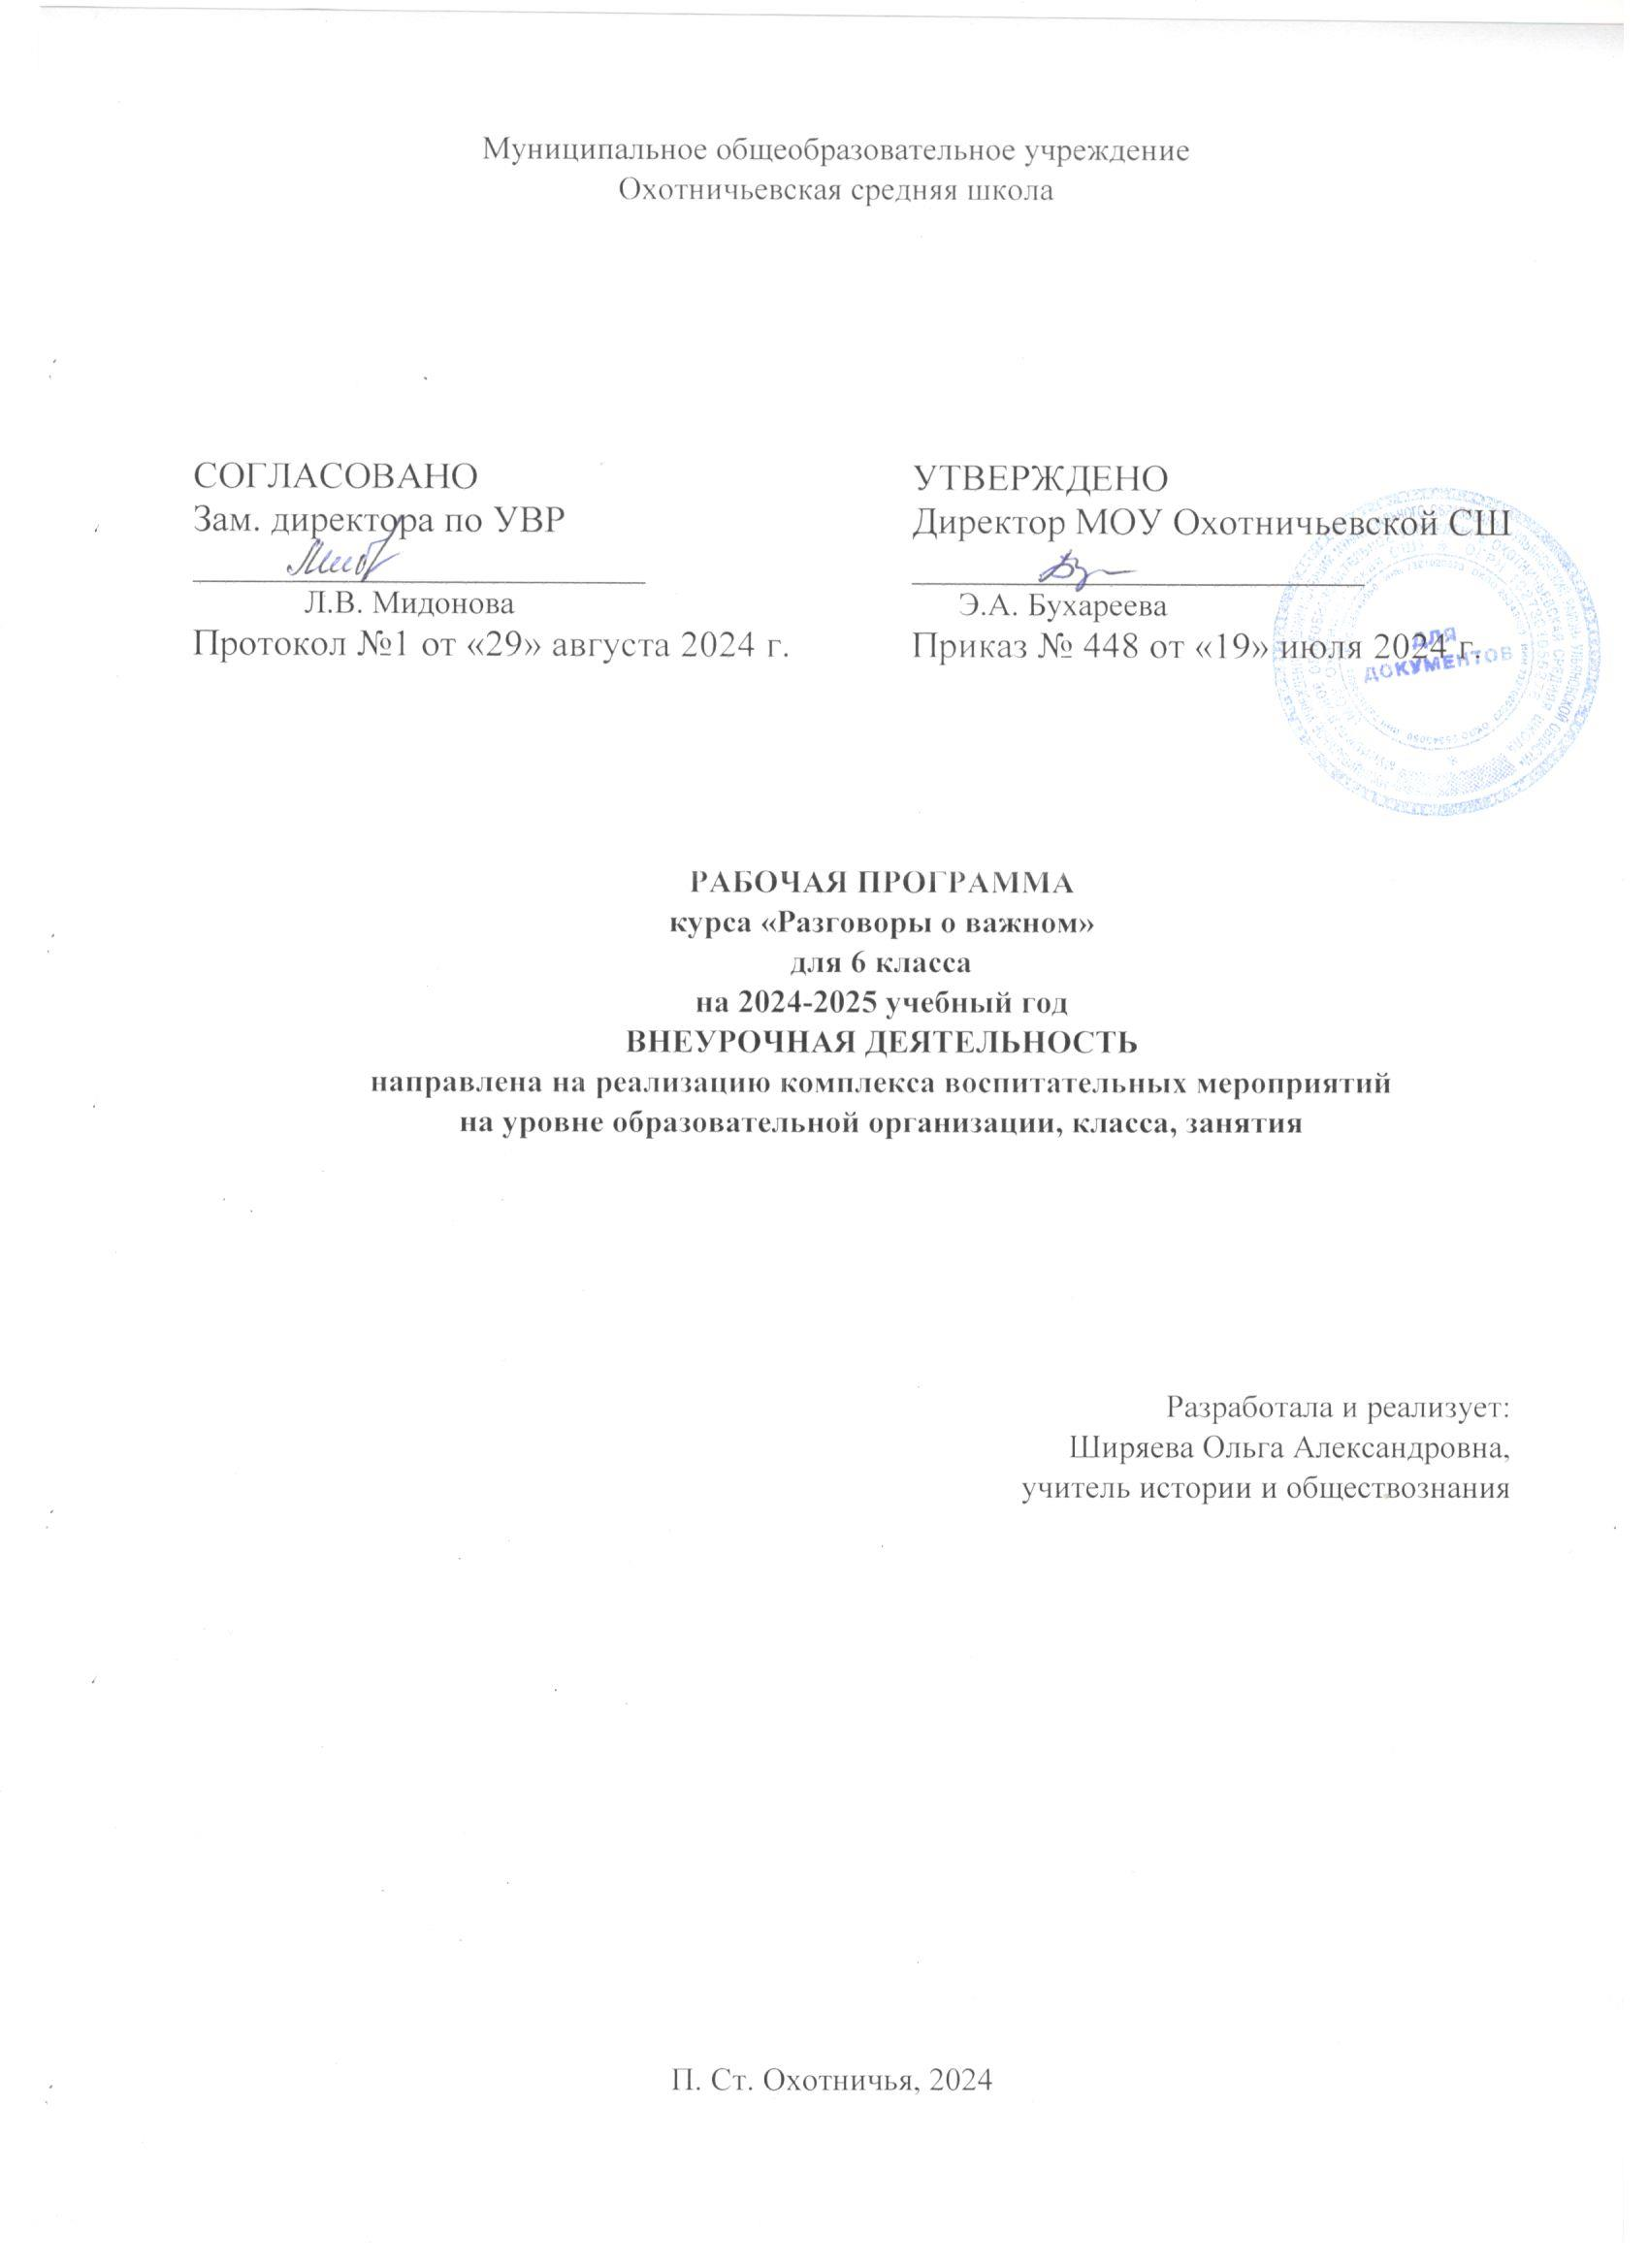 Муниципальное общеобразовательное учреждение
Охотничьевская средняя школа
СОГЛАСОВАНО
Зам. директора по УВР
Л.В. Мидонова
Протокол №1 от «29» августа 2024 г.
УТВЕРЖДЕНО
Директор МОУ Охотничьевской СШ
Э.А. Бухареева
Приказ № 448 от «19» июля 2024 г.
ДЛЯ
ДОКУМЕНТОВ
РАБОЧАЯ ПРОГРАММА
курса «Разговоры о важном»
для 6 класса
на 2024-2025 учебный год
ВНЕУРОЧНАЯ ДЕЯТЕЛЬНОСТЬ
направлена на реализацию комплекса воспитательных мероприятий
на уровне образовательной организации, класса, занятия
Разработала и реализует:
Ширяева Ольга Александровна,
учитель истории и обществознания
П. Ст. Охотничья, 2024